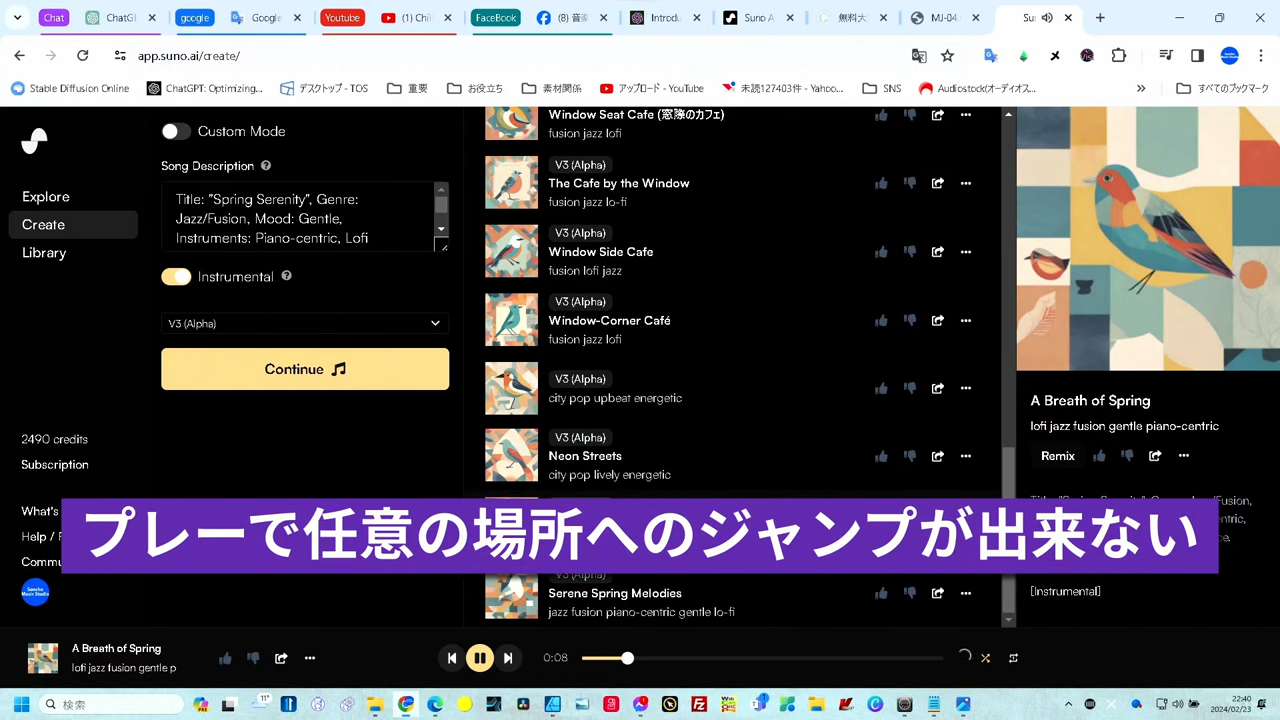 Chat
ChatG
google
Google
Youtube
(1) Chil
FaceBook
(8) 音楽
Introdu
Suno A
無料大
MJ-04
Su
app.suno.ai/create/
Stable Diffusion Online
ChatGPT: Optimizing...
デスクトップ - TOS
重要
お役立ち
素材関係
アップロード - YouTube
未読127403件 - Yahoo...
SNS
Audiostock(オーディオス...
すべてのブックマーク
Explore
Create
Library
2490 credits
Subscription
What's
Help /
Commu
Custom Mode
Song Description
Title: "Spring Serenity", Genre:
Jazz/Fusion, Mood: Gentle,
Instruments: Piano-centric, Lofi
Instrumental
V3 (Alpha)
Continue
Window Seat Cafe (窓際のカフェ)
fusion jazz lofi
V3 (Alpha)
The Cafe by the Window
fusion jazz lo-fi
V3 (Alpha)
Window Side Cafe
fusion lofi jazz
V3 (Alpha)
Window-Corner Café
fusion jazz lofi
V3 (Alpha)
city pop upbeat energetic
V3 (Alpha)
Neon Streets
city pop lively energetic
V3 (Alpha)
Serene Spring Melodies
jazz fusion piano-centric gentle lo-fi
A Breath of Spring
lofi jazz fusion gentle piano-centric
Remix
[Instrumental]
プレーで任意の場所へのジャンプが出来ない
A Breath of Spring
lofi jazz fusion gentle p
0:08
検索
11°
22:40
2024/02/23